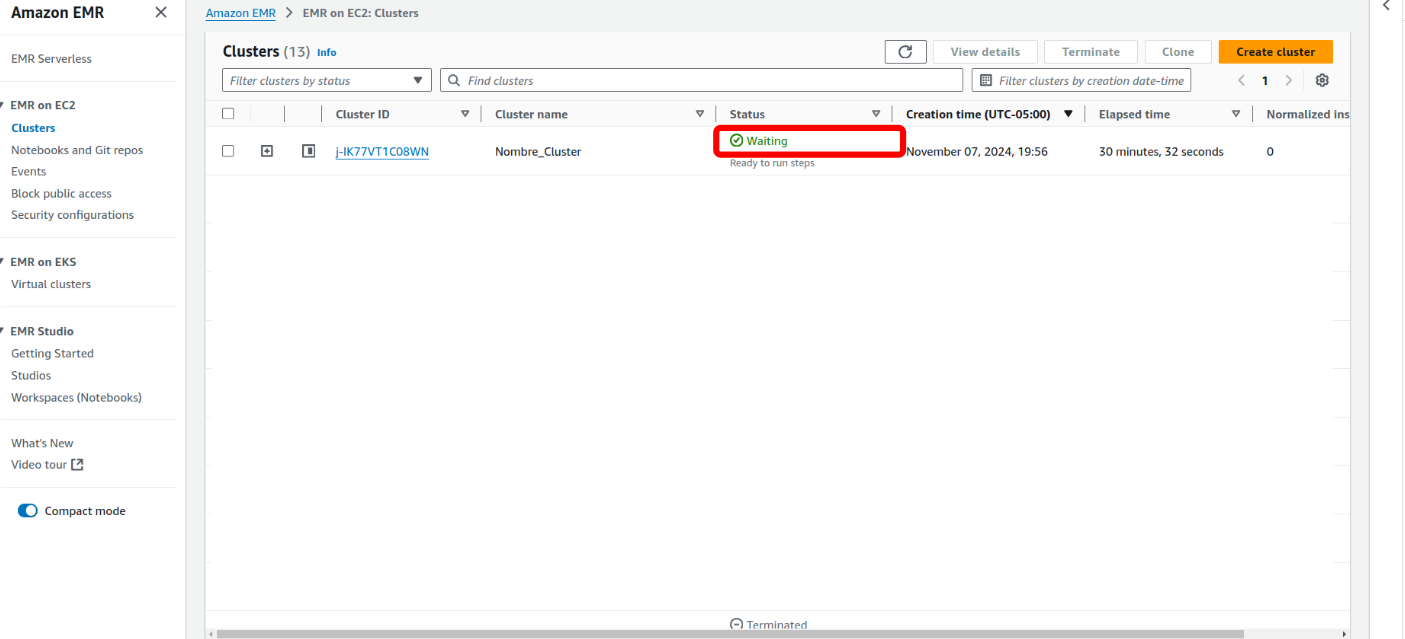 Amazon EMR
EMR Serverless
EMR on EC2
Clusters
Notebooks and Git repos
Events
Block public access
Security configurations
EMR on EKS
Virtual clusters
EMR Studio
Getting Started
Studios
Workspaces (Notebooks)
What's New
Video tour
Compact mode
Amazon EMR > EMR on EC2: Clusters
Clusters (13) Info
View details Terminate Clone Create cluster
Filter clusters by status Find clusters Filter clusters by creation date-time 1
Cluster ID Cluster name Status Creation time (UTC-05:00) Elapsed time Normalized ins
Waiting
j-IK77VT1C08WN Nombre_Cluster November 07, 2024, 19:56 30 minutes, 32 seconds 0
Ready to run steps
Terminated